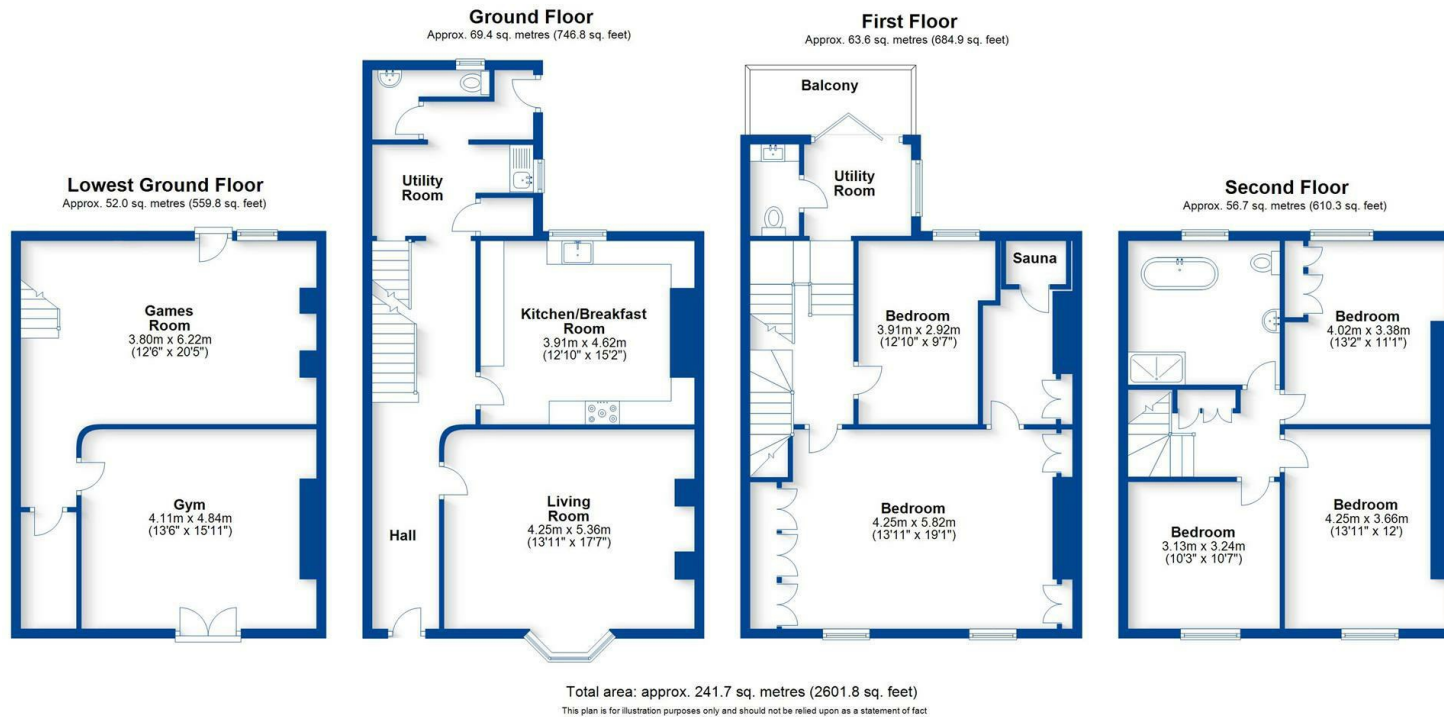 Lowest Ground Floor
Approx. 52.0 sq. metres (559.8 sq. feet)
Games
Room
3.80m x 6.22m
(12'6" x 20'5")
Gym
4.11m x 4.84m
(13'6" x 15'11")
Ground Floor
Approx. 69.4 sq. metres (746.8 sq. feet)
Utility
Room
Kitchen/Breakfast
Room
3.91m x 4.62m
(12'10" x 15'2")
Living
Room
4.25m x 5.36m
(13'11" x 17'7")
Hall
First Floor
Approx. 63.6 sq. metres (684.9 sq. feet)
Balcony
Utility
Room
Sauna
Bedroom
3.91m x 2.92m
(12'10" x 9'7")
Bedroom
4.25m x 5.82m
(13'11" x 19'1")
Second Floor
Approx. 56.7 sq. metres (610.3 sq. feet)
Bedroom
4.02m x 3.38m
(13'2" x 11'1")
Bedroom
4.25m x 3.66m
(13'11" x 12')
Bedroom
3.13m x 3.24m
(10'3" x 10'7")
Total area: approx. 241.7 sq. metres (2601.8 sq. feet)
This plan is for illustration purposes only and should not be relied upon as a statement of fact